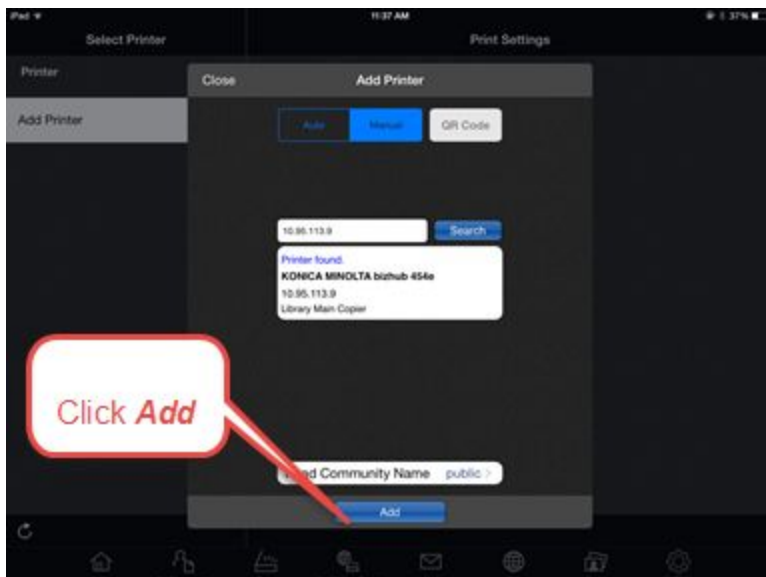 iPad
11:37 AM
37%
Select Printer
Print Settings
Printer
Add Printer
Close
Add Printer
Auto
Manual
QR Code
10.95.113.9
Search
Printer found.
KONICA MINOLTA bizhub 454e
10.95.113.9
Library Main Copier
Click Add
Community Name public >
Add